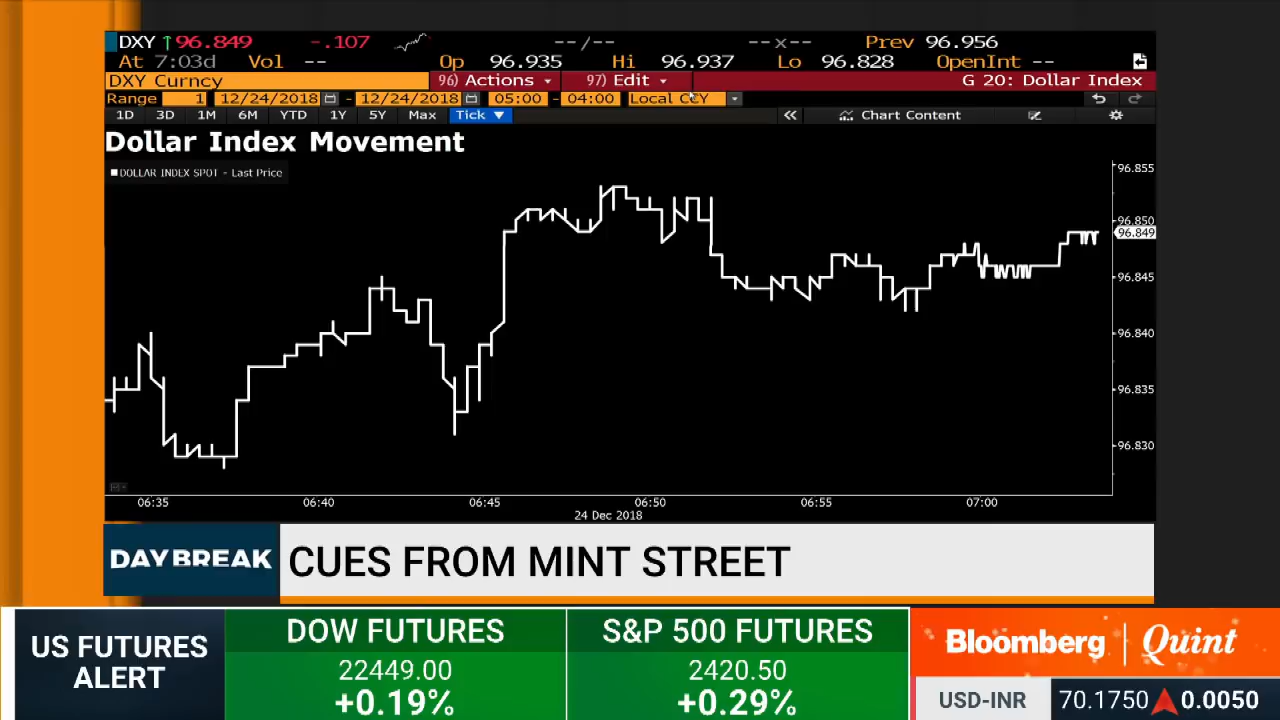 DXY ↑ 96.849 -.107 --/-- --x-- Prev 96.956
At 7:03d Vol -- Op 96.935 Hi 96.937 Lo 96.828 OpenInt --
DXY Curncy 96) Actions 97) Edit G 20: Dollar Index
Range 1 12/24/2018 - 12/24/2018 05:00 - 04:00 Local CCY
1D 3D 1M 6M YTD 1Y 5Y Max Tick ▼ « Chart Content
Dollar Index Movement
DOLLAR INDEX SPOT - Last Price
96.855
96.850
96.849
96.845
96.840
96.835
96.830
06:35 06:40 06:45 06:50 06:55 07:00
24 Dec 2018
DAYBREAK CUES FROM MINT STREET
US FUTURES
ALERT
DOW FUTURES
22449.00
+0.19%
S&P 500 FUTURES
2420.50
+0.29%
Bloomberg | Quint
USD-INR 70.1750 ▲ 0.0050